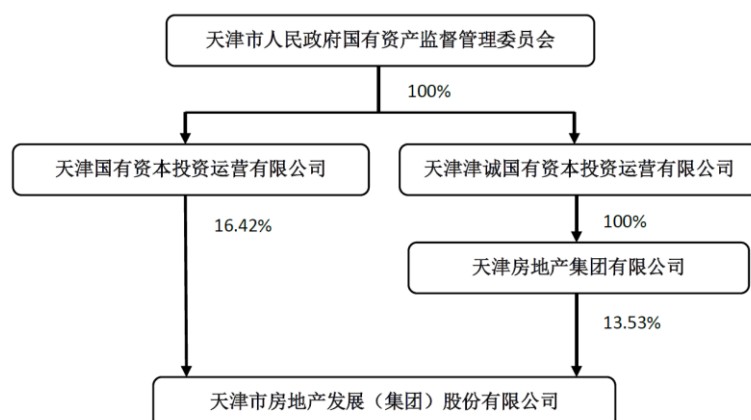 天津市人民政府国有资产监督管理委员会
100%
天津国有资本投资运营有限公司
天津津诚国有资本投资运营有限公司
16.42%
100%
天津房地产集团有限公司
13.53%
天津市房地产发展（集团）股份有限公司